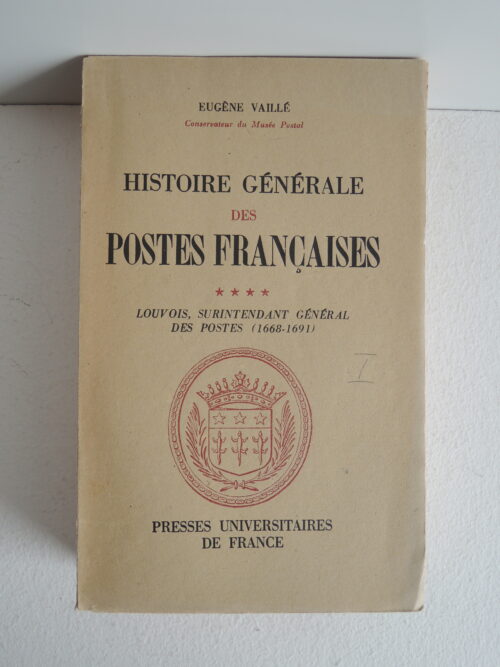 EUGÈNE VAILLÉ
Conservateur du Musée Postal
HISTOIRE GÉNÉRALE
DES
POSTES FRANÇAISES
★ ★ ★ ★
LOUVOIS, SURINTENDANT GÉNÉRAL
DES POSTES (1668-1691)
I
PRESSES UNIVERSITAIRES
DE FRANCE